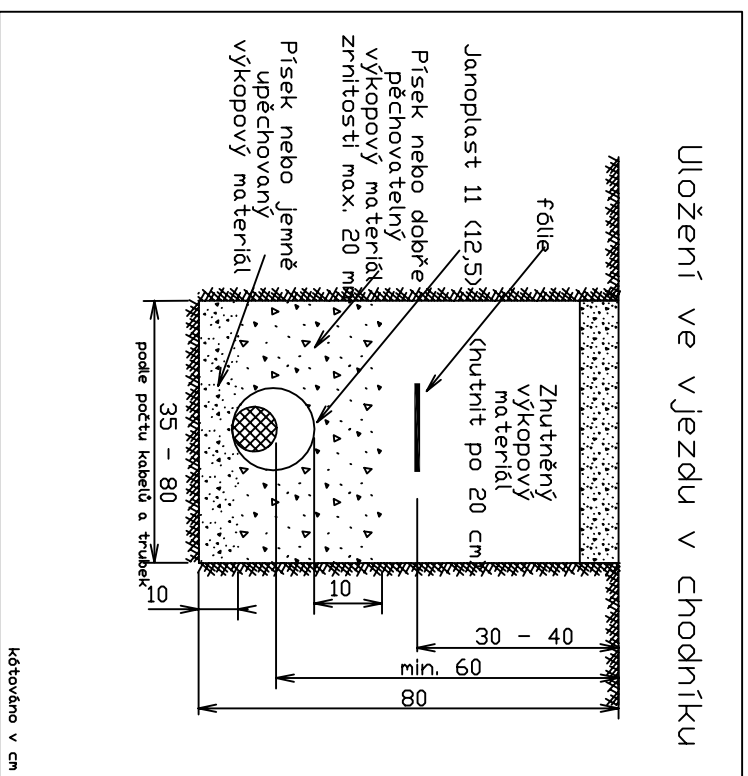 Uložení ve vjezdu v chodníku
fólie
Janoplast 11 (12,5)
Písek nebo dobře
pěchovatelný
výkopový materiál
zrnitosti max. 20 mm
Písek nebo jemně
upěchovaný
výkopový materiál
Zhutněný
výkopový
materiál
(hutnit po 20 cm)
35 - 80
podle počtu kabelů a trubek
10
10
30 - 40
min. 60
80
kótováno v cm